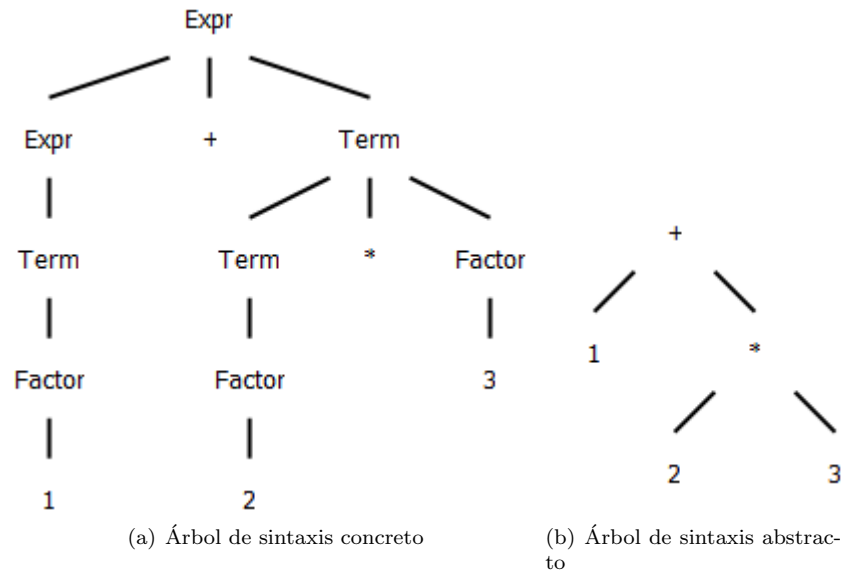 Expr
Expr + Term
Term Term * Factor
+
1 *
Factor Factor 3
2 3
1 2
(a) Árbol de sintaxis concreto
(b) Árbol de sintaxis abstrac-
to